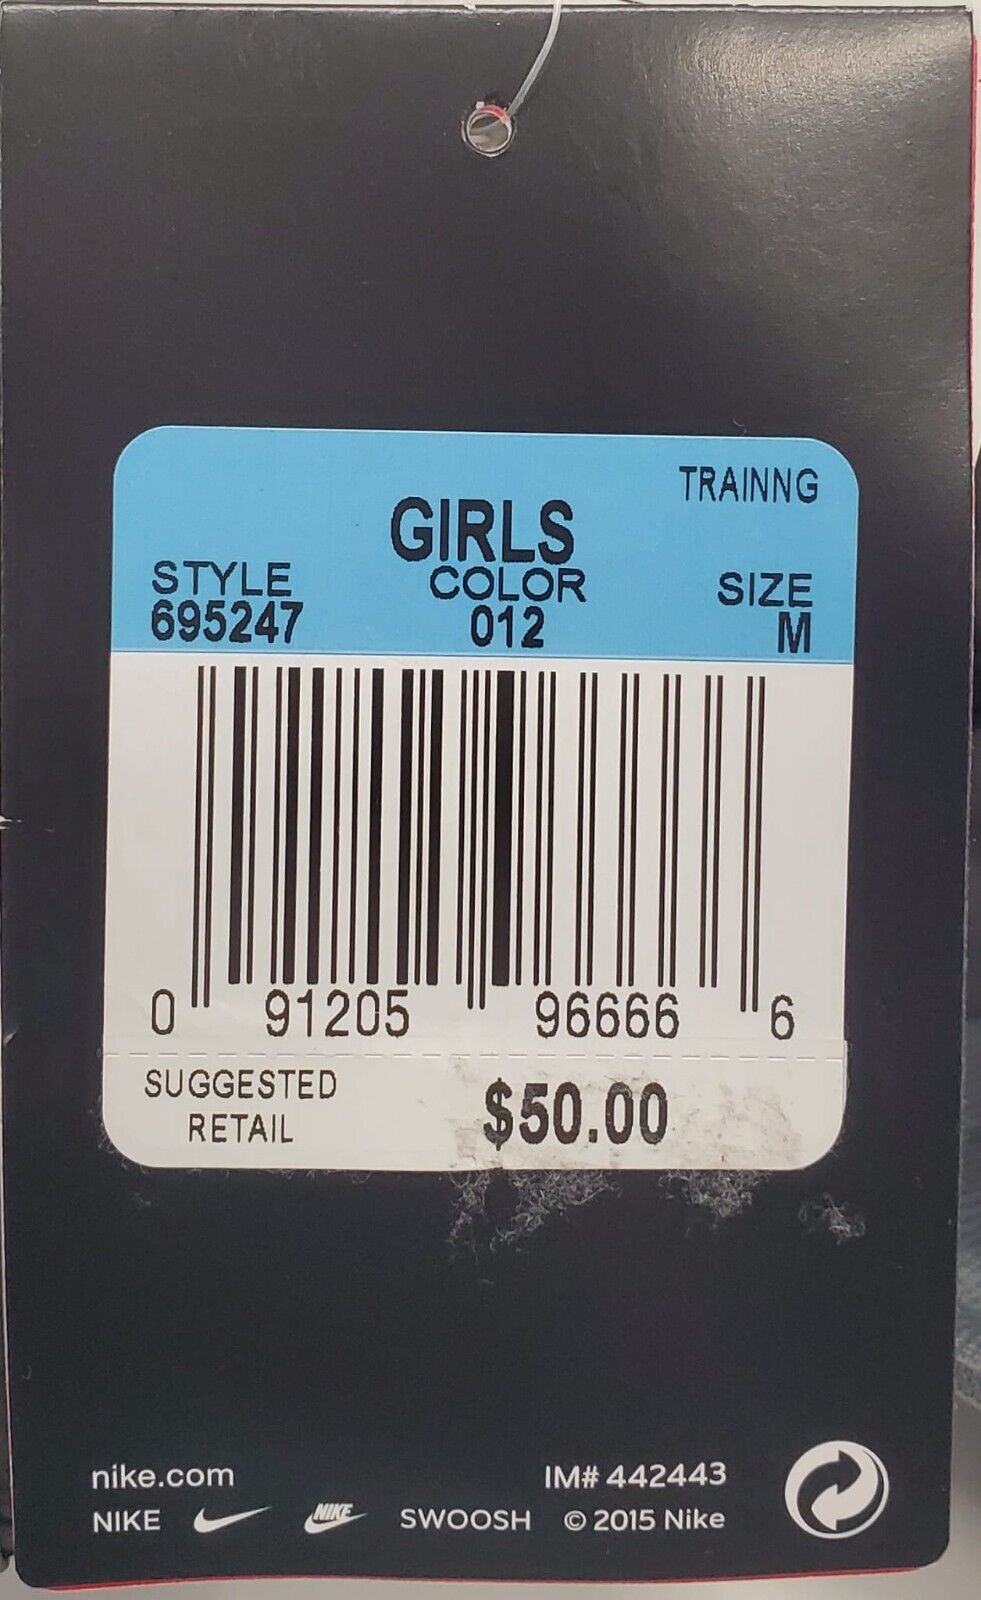 TRAINNG
GIRLS
STYLE COLOR SIZE
695247 012 M
0 91205 96666 6
SUGGESTED RETAIL $50.00
nike.com IM# 442443
NIKE NIKE SWOOSH © 2015 Nike